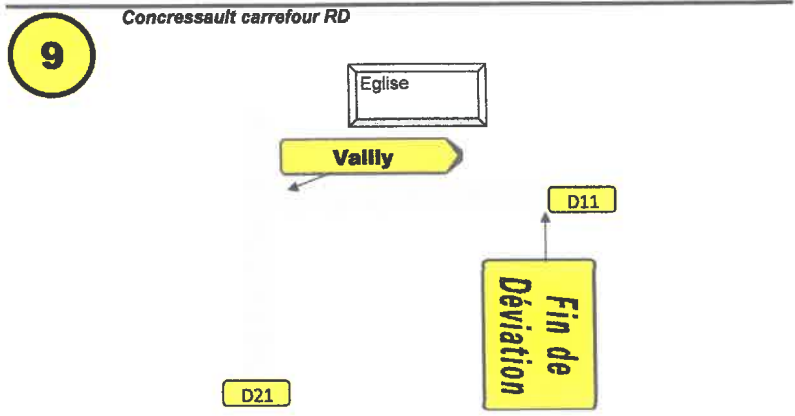 Concressault carrefour RD
9
Eglise
Vailly
D11
Fin de
Déviation
D21